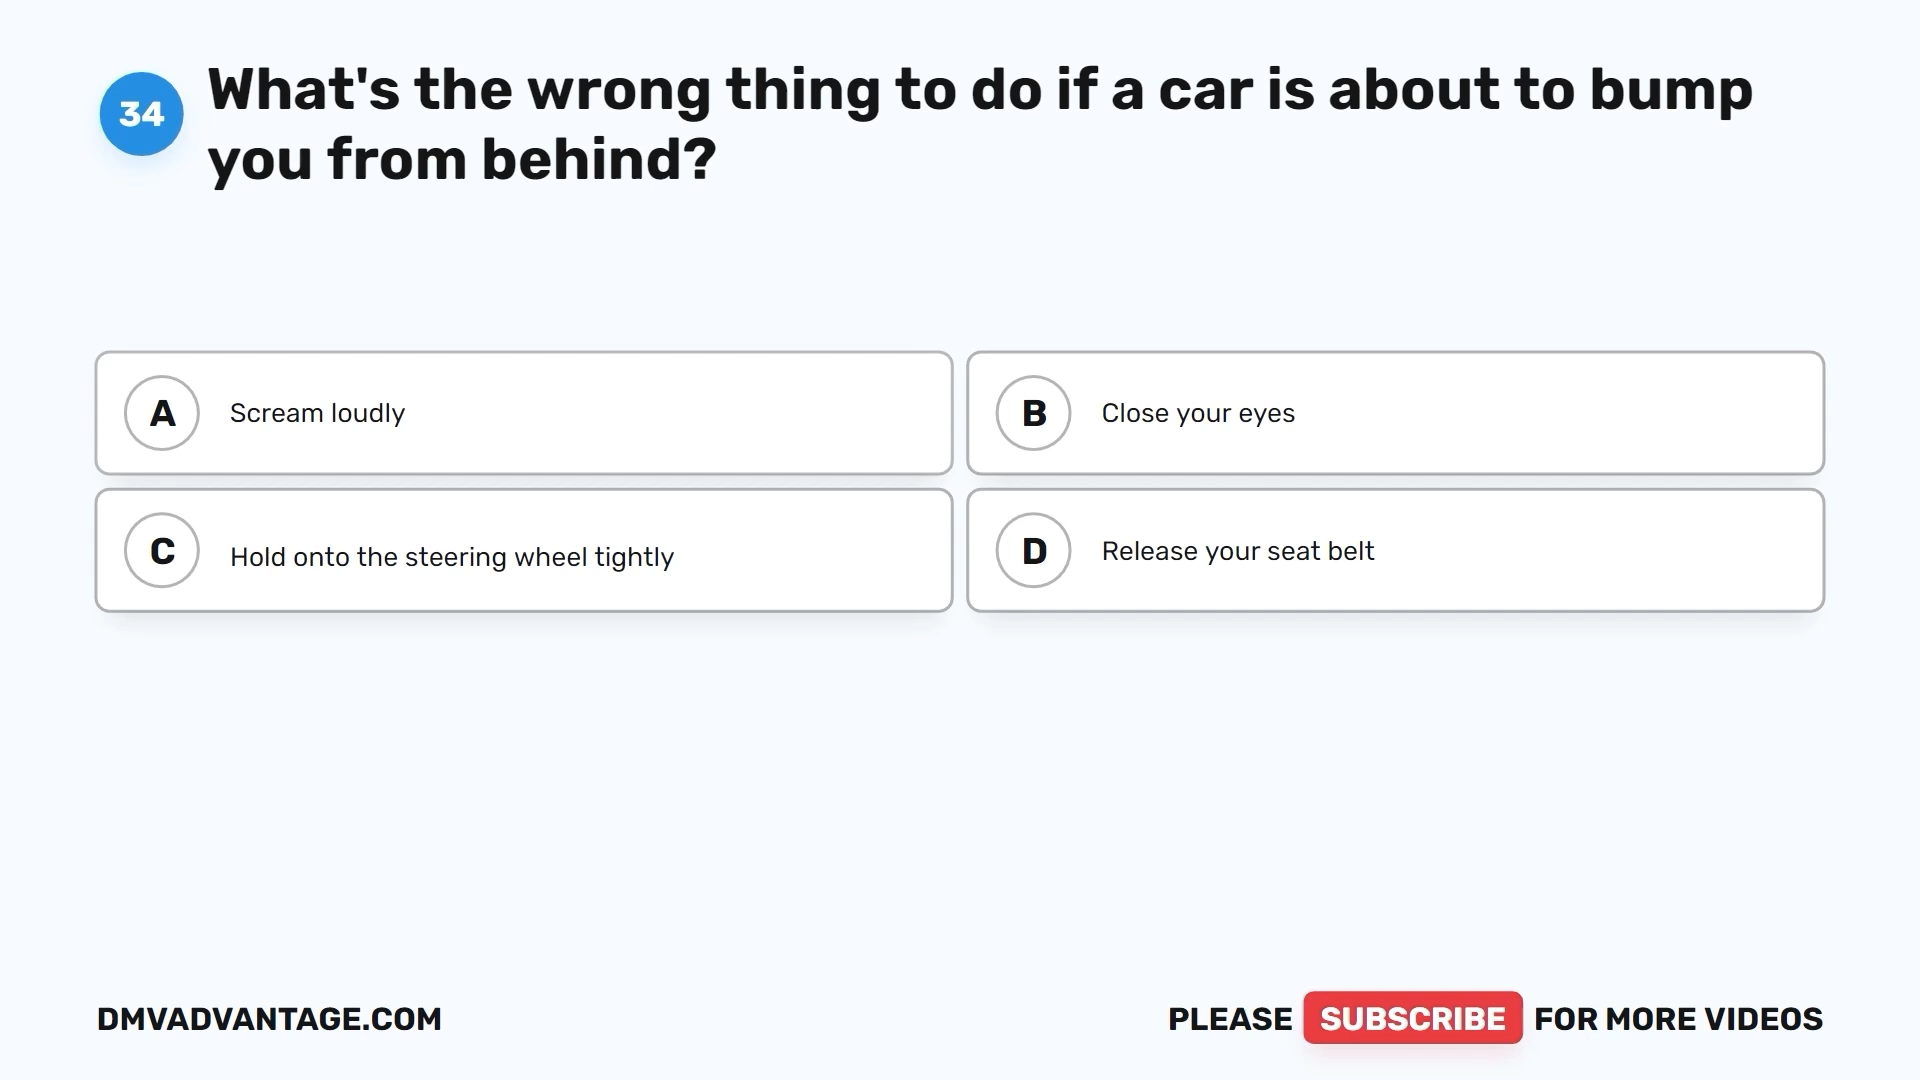 34
What's the wrong thing to do if a car is about to bump
you from behind?
A Scream loudly
B Close your eyes
C Hold onto the steering wheel tightly
D Release your seat belt
DMVADVANTAGE.COM
PLEASE SUBSCRIBE FOR MORE VIDEOS